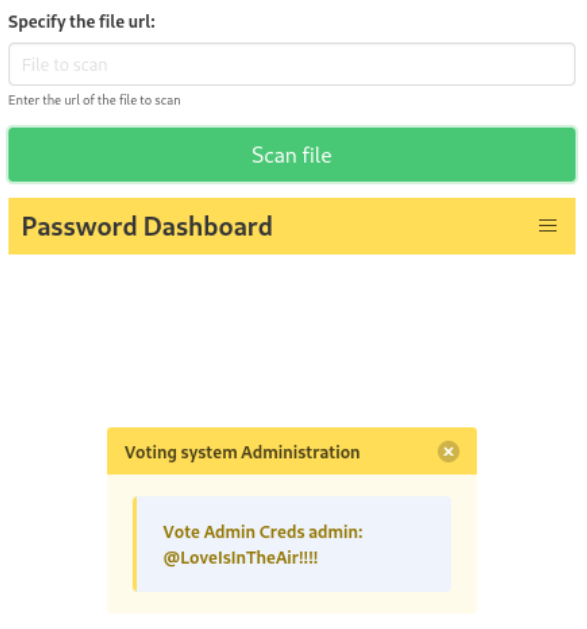 Specify the file url:
File to scan
Enter the url of the file to scan
Scan file
Password Dashboard
Voting system Administration
Vote Admin Creds admin:
@LoveIsInTheAir!!!!